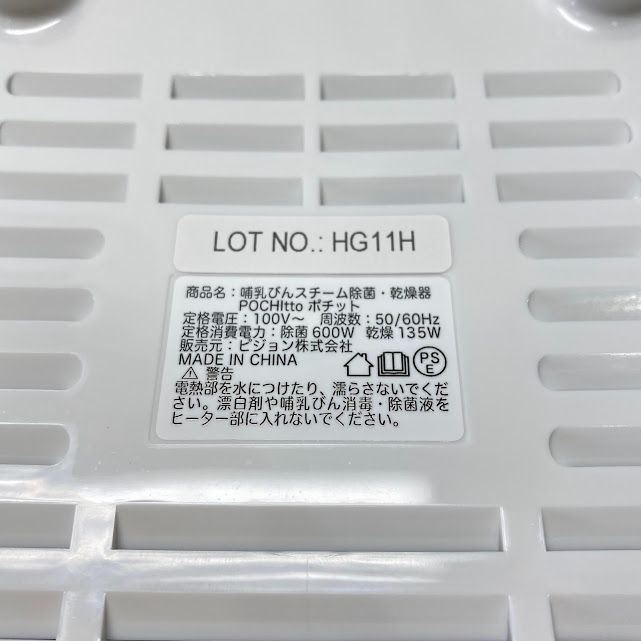 LOT NO.: HG11H
商品名：哺乳びんスチーム除菌・乾燥器
POCHItto ポチット
定格電圧：100V～ 周波数：50/60Hz
定格消費電力：除菌 600W 乾燥 135W
販売元：ピジョン株式会社
MADE IN CHINA
PS
E
⚠ 警告
電熱部を水につけたり、濡らさないでくだ
さい。漂白剤や哺乳びん消毒・除菌液を
ヒーター部に入れないでください。